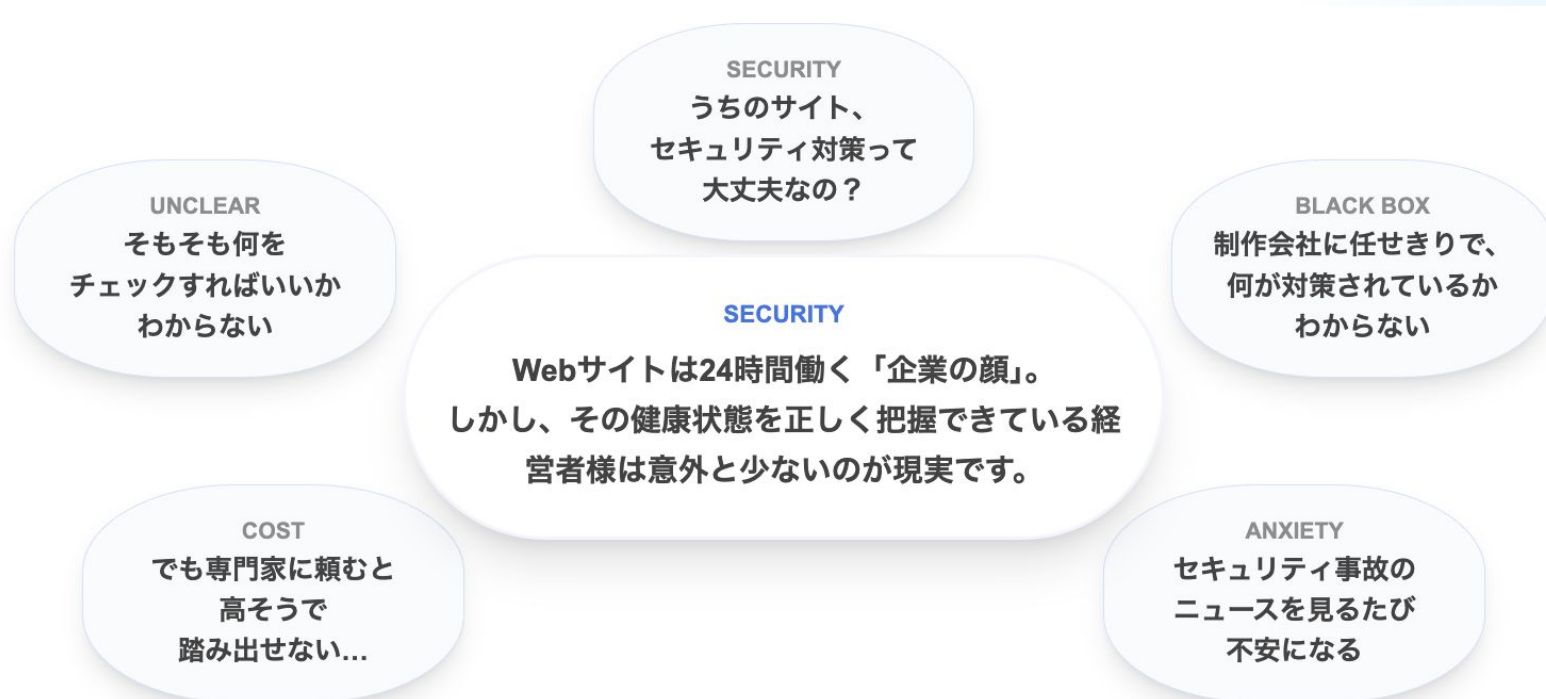 SECURITY
うちのサイト、
セキュリティ対策って
大丈夫なの？
UNCLEAR
そもそも何を
チェックすればいいか
わからない
BLACK BOX
制作会社に任せきりで、
何が対策されているか
わからない
SECURITY
Webサイトは24時間働く「企業の顔」。
しかし、その健康状態を正しく把握できている経
営者様は意外と少ないのが現実です。
COST
でも専門家に頼むと
高そうで
踏み出せない...
ANXIETY
セキュリティ事故の
ニュースを見るたび
不安になる